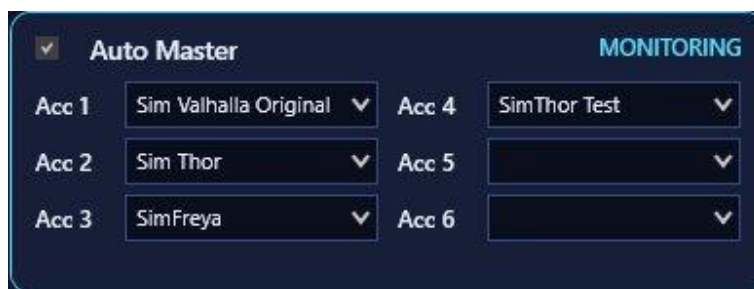 Auto Master MONITORING
Acc 1 Sim Valhalla Original Acc 4 SimThor Test
Acc 2 Sim Thor Acc 5
Acc 3 SimFreya Acc 6